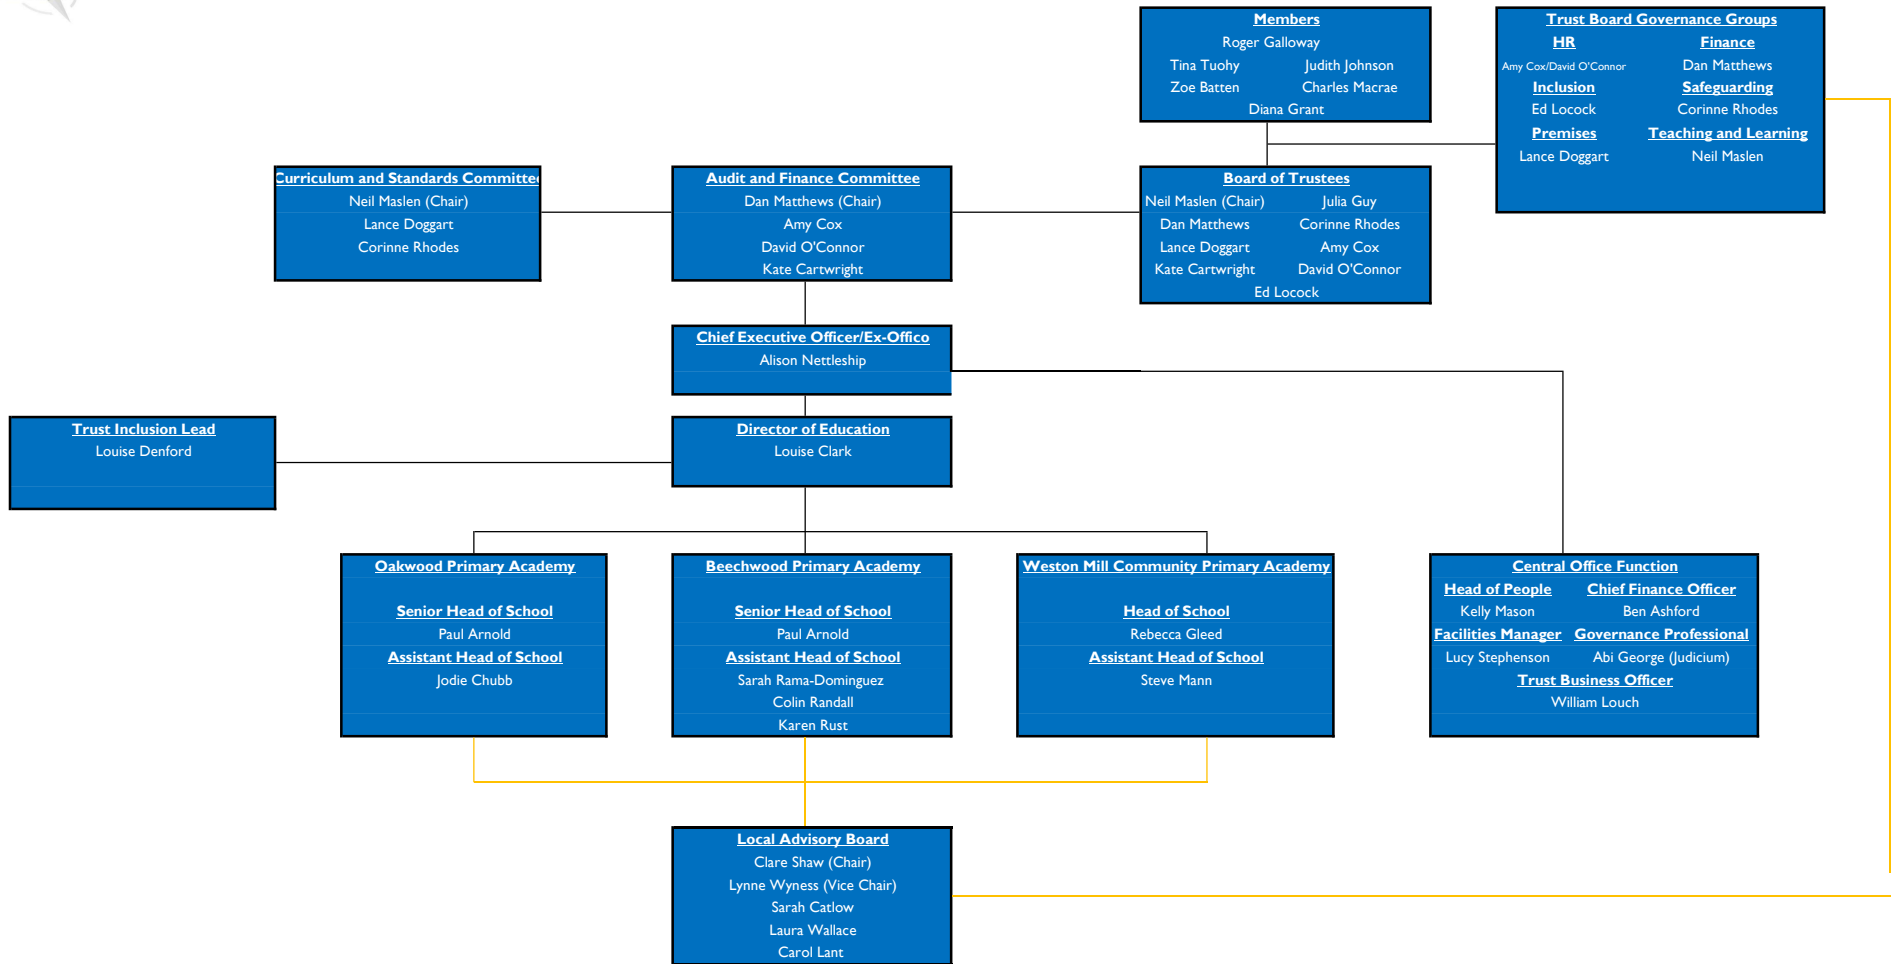 Members
Roger Galloway
Tina Tuohy Judith Johnson
Zoe Batten Charles Macrae
Diana Grant
Trust Board Governance Groups
HR Finance
Amy Cox/David O'Connor Dan Matthews
Inclusion Safeguarding
Ed Locock Corinne Rhodes
Premises Teaching and Learning
Lance Doggart Neil Maslen
Curriculum and Standards Committee
Neil Maslen (Chair)
Lance Doggart
Corinne Rhodes
Audit and Finance Committee
Dan Matthews (Chair)
Amy Cox
David O'Connor
Kate Cartwright
Board of Trustees
Neil Maslen (Chair) Julia Guy
Dan Matthews Corinne Rhodes
Lance Doggart Amy Cox
Kate Cartwright David O'Connor
Ed Locock
Chief Executive Officer/Ex-Offico
Alison Nettleship
Trust Inclusion Lead
Louise Denford
Director of Education
Louise Clark
Oakwood Primary Academy
Senior Head of School
Paul Arnold
Assistant Head of School
Jodie Chubb
Beechwood Primary Academy
Senior Head of School
Paul Arnold
Assistant Head of School
Sarah Rama-Dominguez
Colin Randall
Karen Rust
Weston Mill Community Primary Academy
Head of School
Rebecca Gleed
Assistant Head of School
Steve Mann
Central Office Function
Head of People Chief Finance Officer
Kelly Mason Ben Ashford
Facilities Manager Governance Professional
Lucy Stephenson Abi George (Judicium)
Trust Business Officer
William Louch
Local Advisory Board
Clare Shaw (Chair)
Lynne Wyness (Vice Chair)
Sarah Catlow
Laura Wallace
Carol Lant